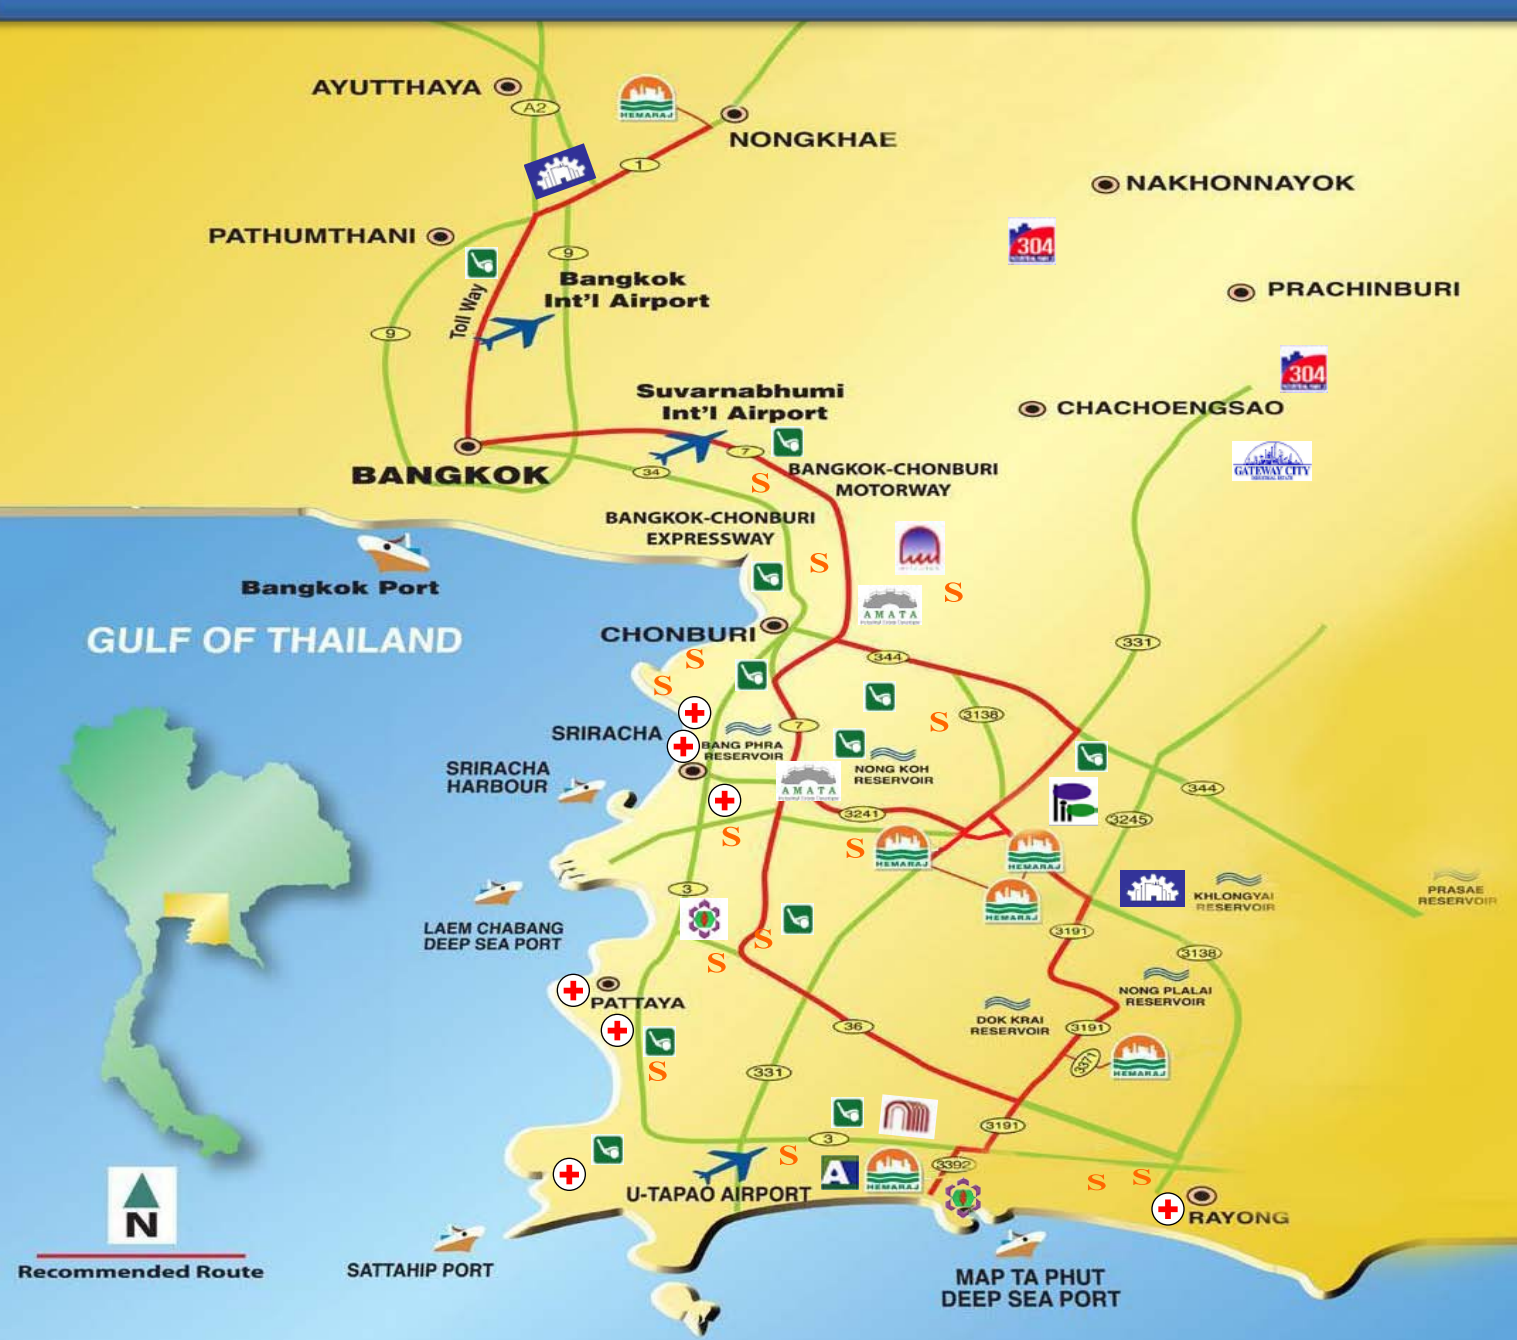 AYUTTHAYA
A2
HEMARAJ
NONGKHAE
1
NAKHONNAYOK
PATHUMTHANI
304
9
Bangkok
Int'l Airport
PRACHINBURI
Toll Way
9
304
Suvarnabhumi
Int'l Airport
CHACHOENGSAO
BANGKOK
34
7
GATEWAY CITY
INDUSTRIAL ESTATE
BANGKOK-CHONBURI
MOTORWAY
S
BANGKOK-CHONBURI
EXPRESSWAY
S
Bangkok Port
S
AMATA
GULF OF THAILAND
CHONBURI
344
331
S
S
7
S
3138
SRIRACHA
BANG PHRA
RESERVOIR
NONG KOH
RESERVOIR
SRIRACHA
HARBOUR
AMATA
344
3241
3245
S
S
HEMARAJ
HEMARAJ
3
HEMARAJ
KHLONGYAI
RESERVOIR
PRASAE
RESERVOIR
LAEM CHABANG
DEEP SEA PORT
3191
S
S
3138
NONG PLALAI
RESERVOIR
PATTAYA
DOK KRAI
RESERVOIR
36
3191
3371
HEMARAJ
S
331
3191
3
S
3392
A
HEMARAJ
S
S
U-TAPAO AIRPORT
RAYONG
N
Recommended Route
SATTAHIP PORT
MAP TA PHUT
DEEP SEA PORT